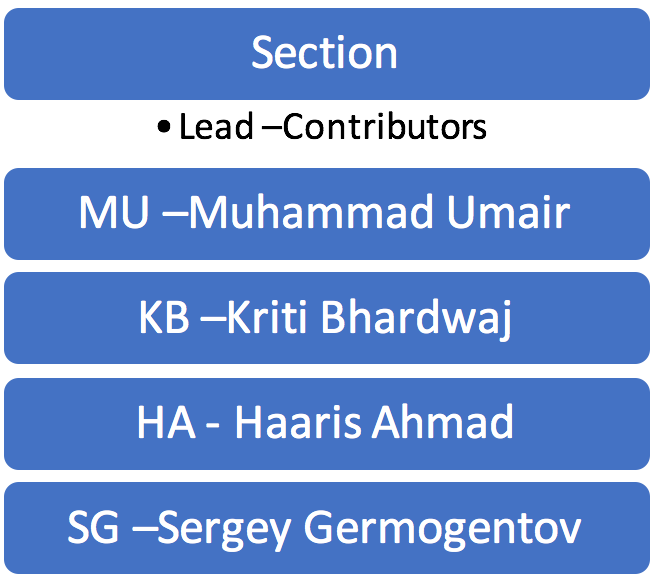 Section
• Lead –Contributors
MU –Muhammad Umair
KB –Kriti Bhardwaj
HA - Haaris Ahmad
SG –Sergey Germogentov